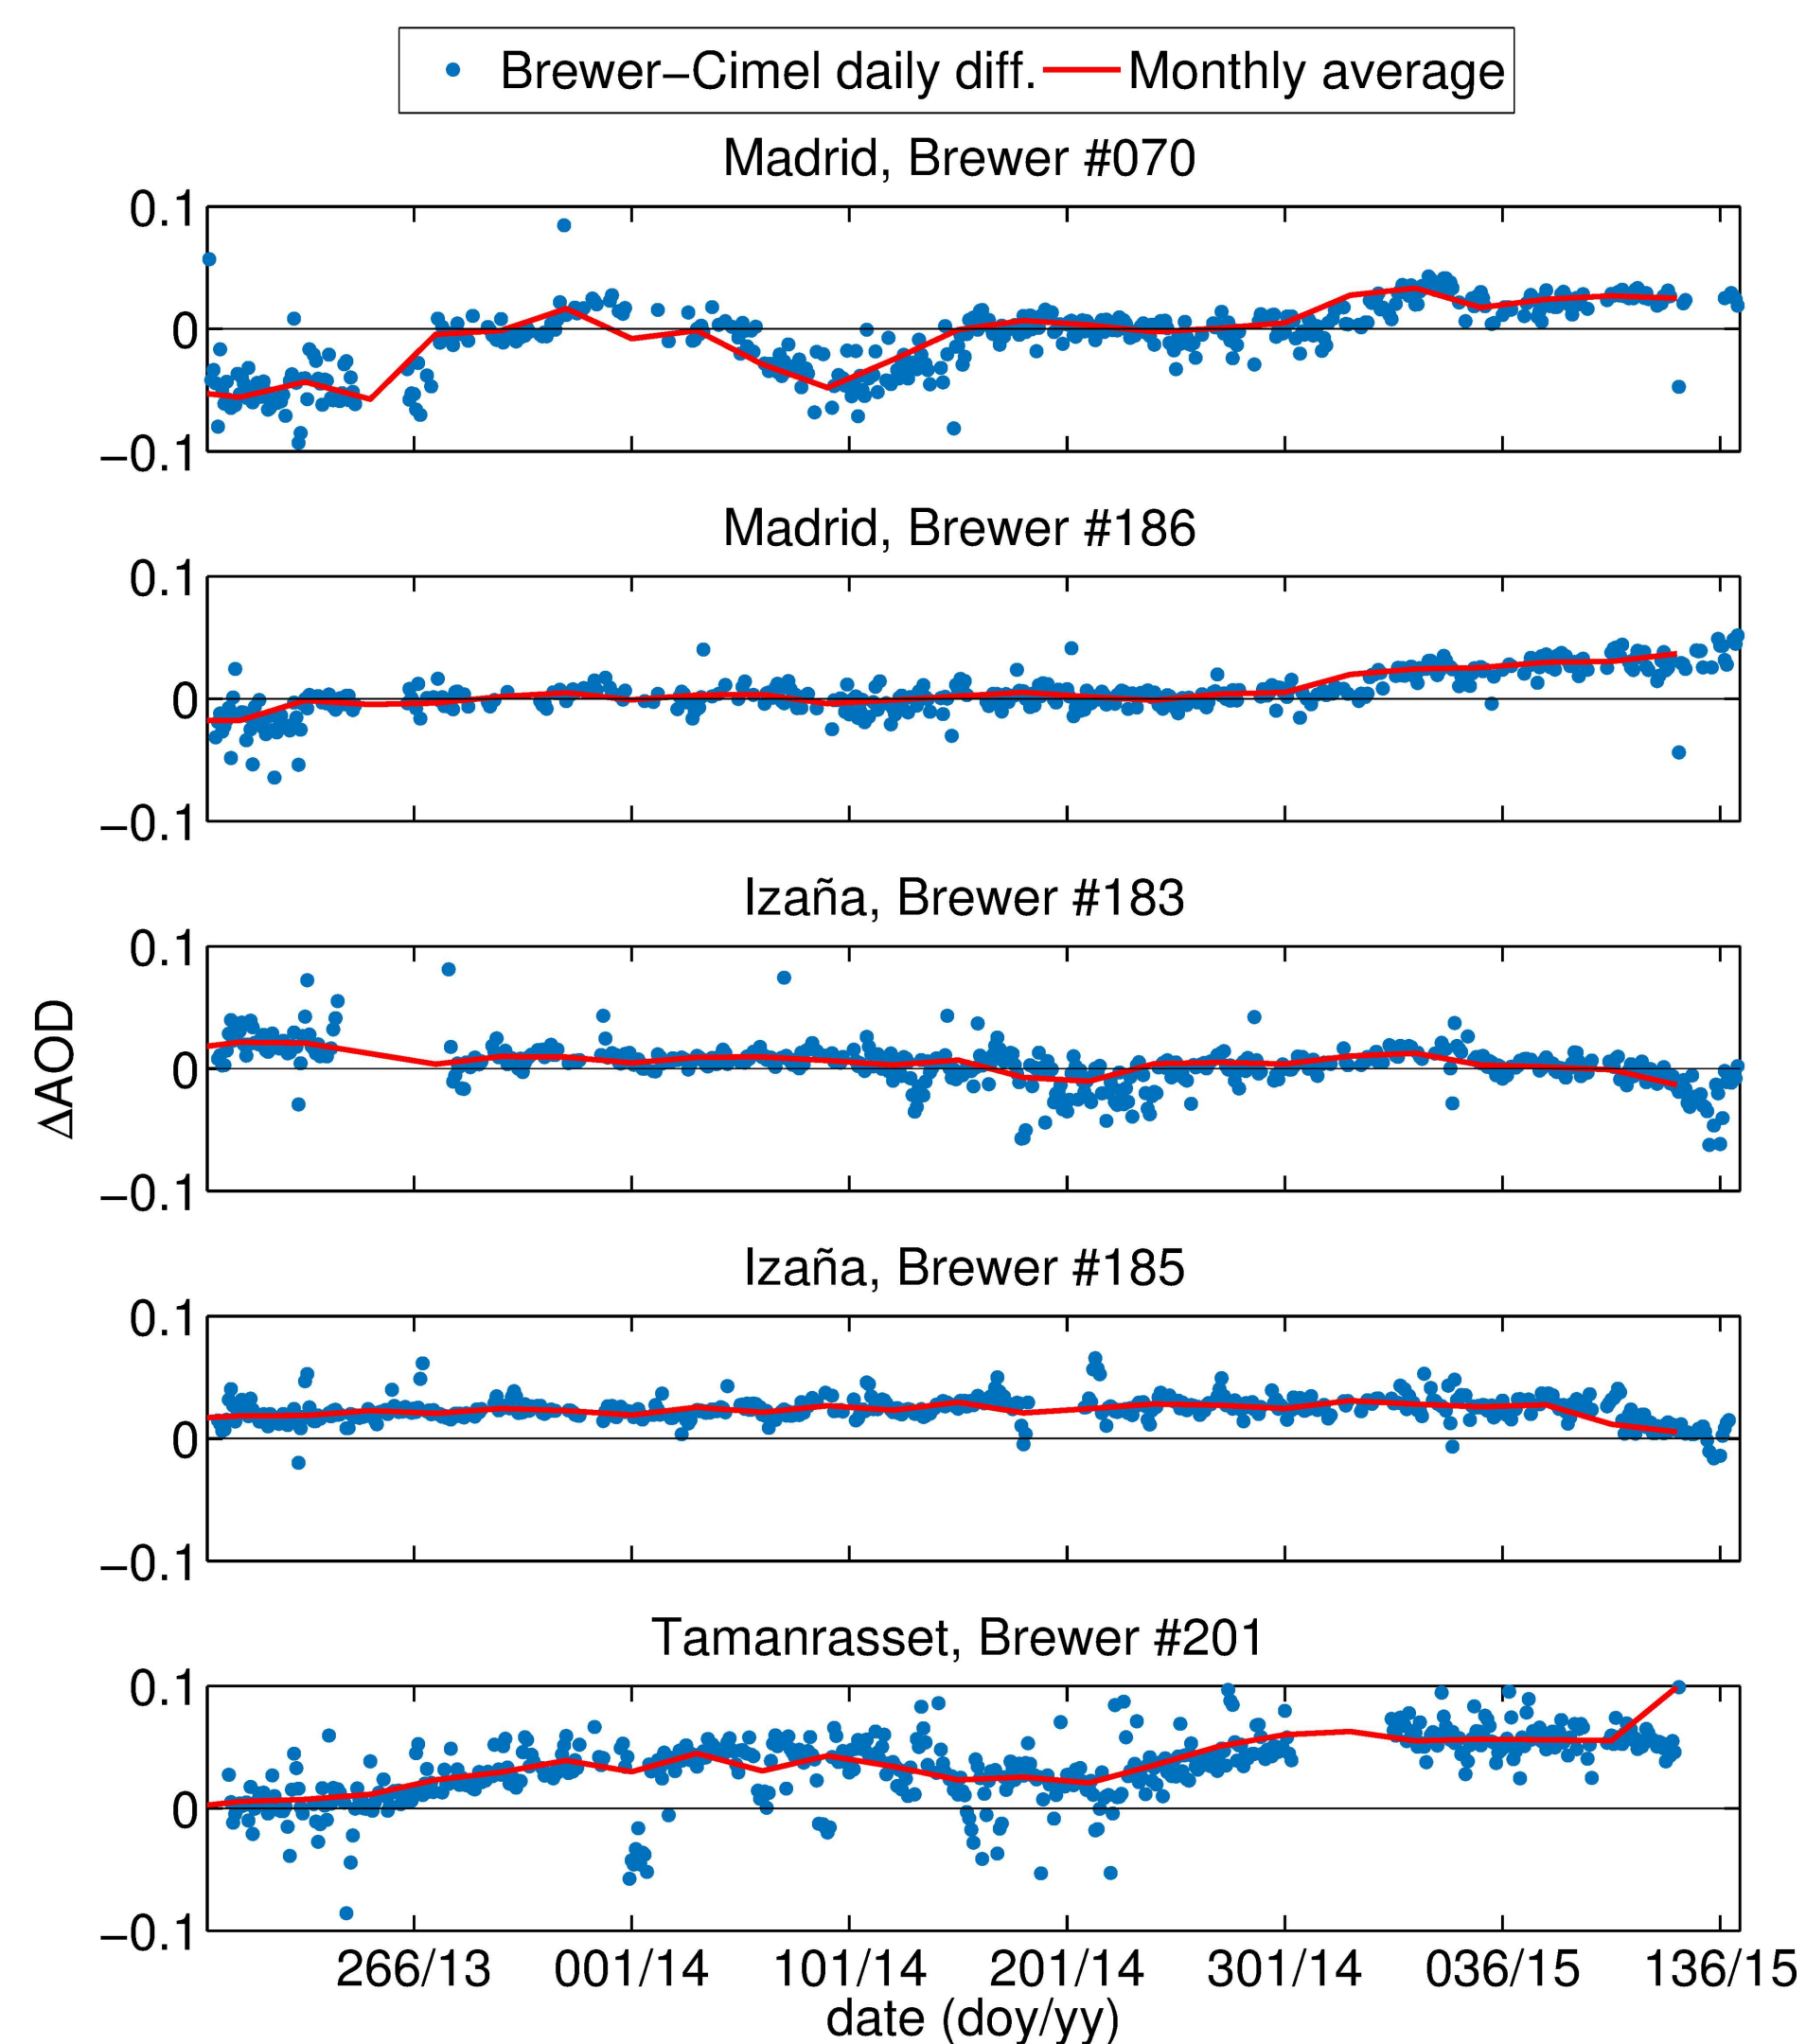 Brewer−Cimel daily diff. Monthly average
Madrid, Brewer #070
0.1
0
−0.1
Madrid, Brewer #186
0.1
0
−0.1
Izaña, Brewer #183
0.1
0
−0.1
ΔAOD
Izaña, Brewer #185
0.1
0
−0.1
Tamanrasset, Brewer #201
0.1
0
−0.1
266/13 001/14 101/14 201/14 301/14 036/15 136/15
date (doy/yy)